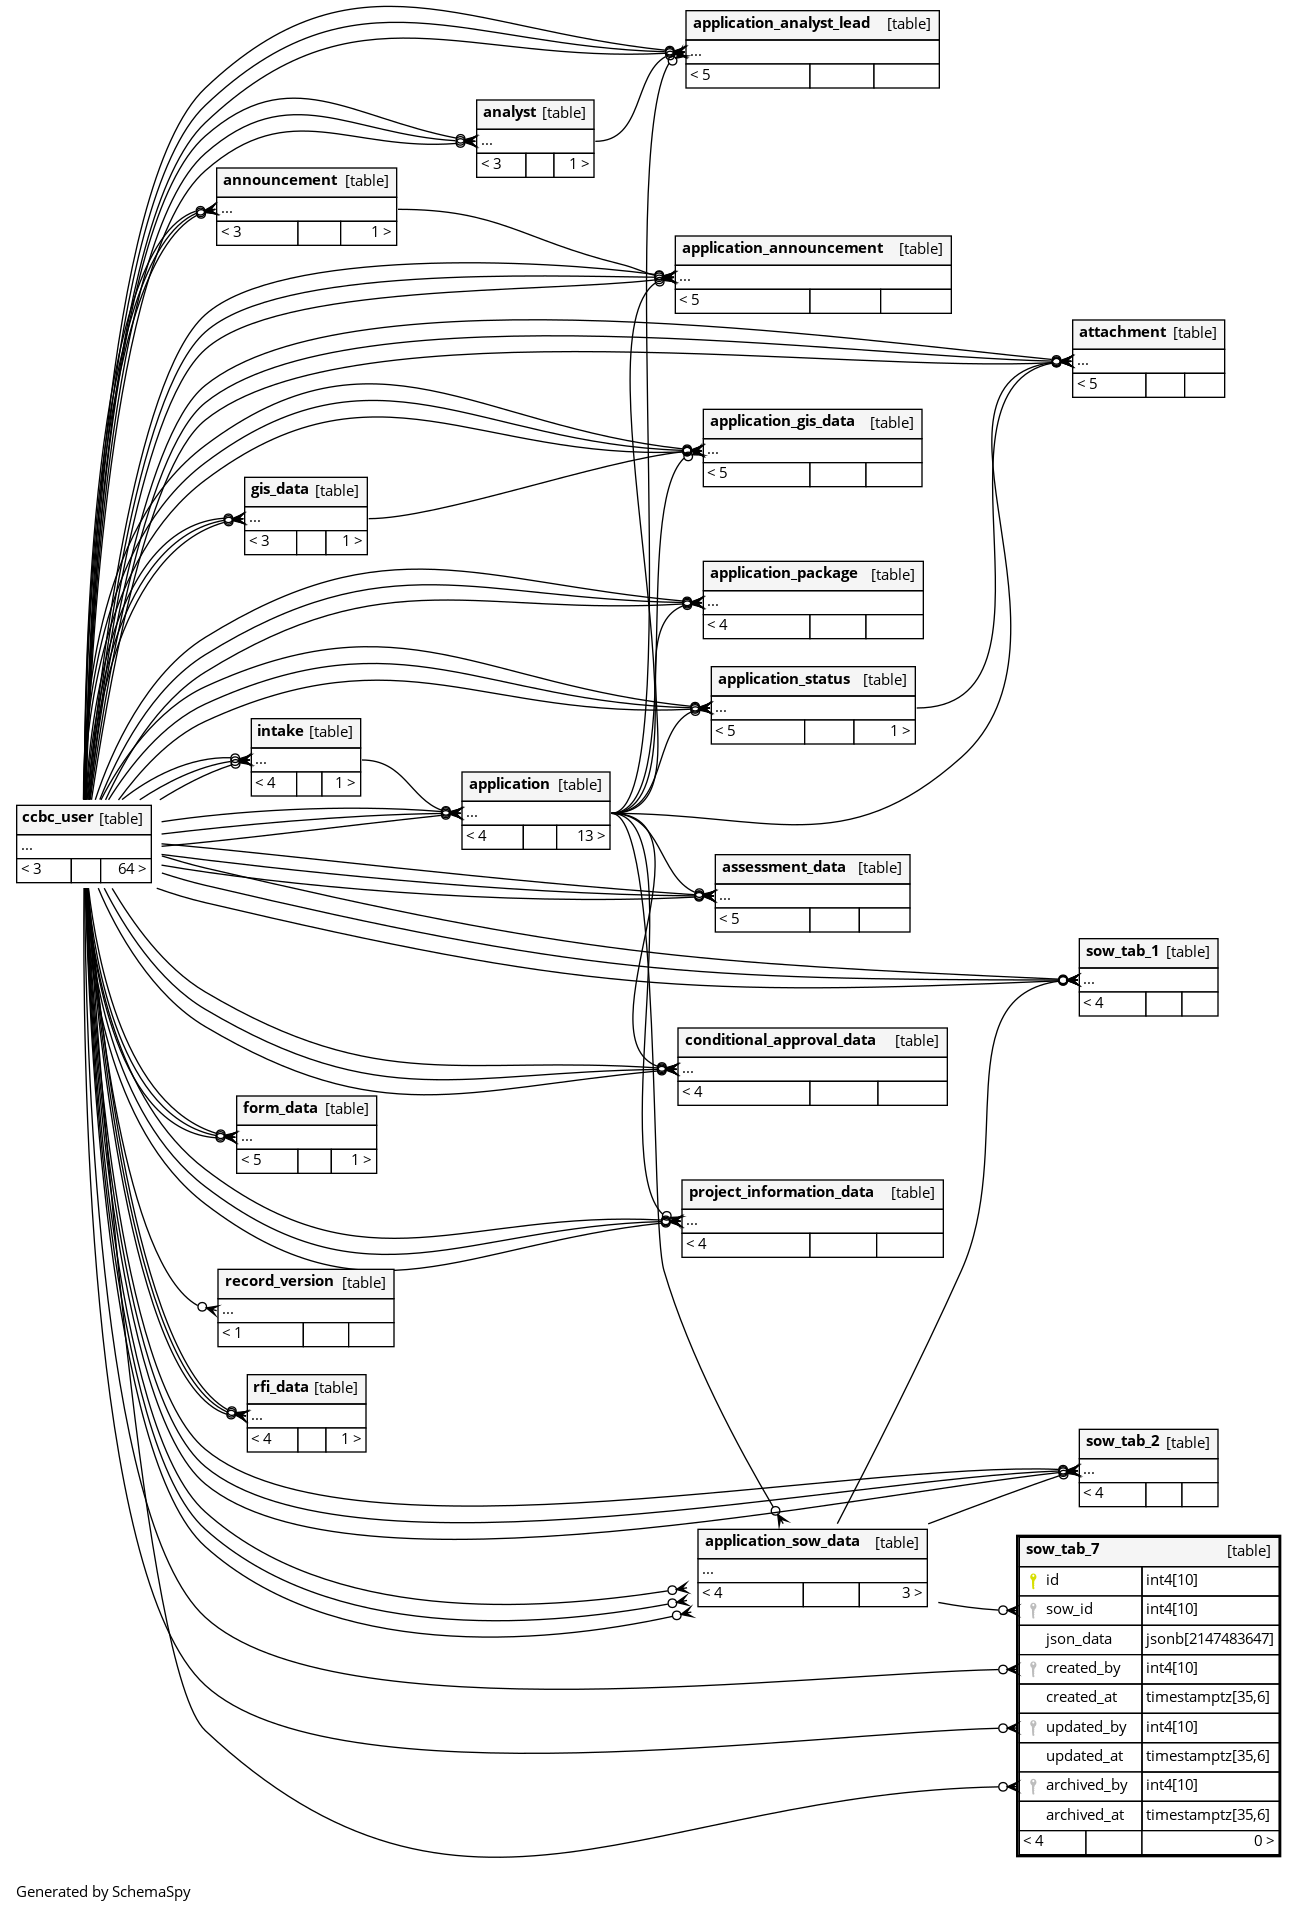 application_analyst_lead [table]
...
< 5
analyst [table]
...
< 3 1 >
announcement [table]
...
< 3 1 >
application_announcement [table]
...
< 5
attachment [table]
...
< 5
application_gis_data [table]
...
< 5
gis_data [table]
...
< 3 1 >
application_package [table]
...
< 4
application_status [table]
...
< 5 1 >
intake [table]
...
< 4 1 >
application [table]
...
< 4 13 >
ccbc_user [table]
...
< 3 64 >
assessment_data [table]
...
< 5
sow_tab_1 [table]
...
< 4
conditional_approval_data [table]
...
< 4
form_data [table]
...
< 5 1 >
project_information_data [table]
...
< 4
record_version [table]
...
< 1
rfi_data [table]
...
< 4 1 >
sow_tab_2 [table]
...
< 4
application_sow_data [table]
...
< 4 3 >
sow_tab_7 [table]
id int4[10]
sow_id int4[10]
json_data jsonb[2147483647]
created_by int4[10]
created_at timestamptz[35,6]
updated_by int4[10]
updated_at timestamptz[35,6]
archived_by int4[10]
archived_at timestamptz[35,6]
< 4 0 >
Generated by SchemaSpy